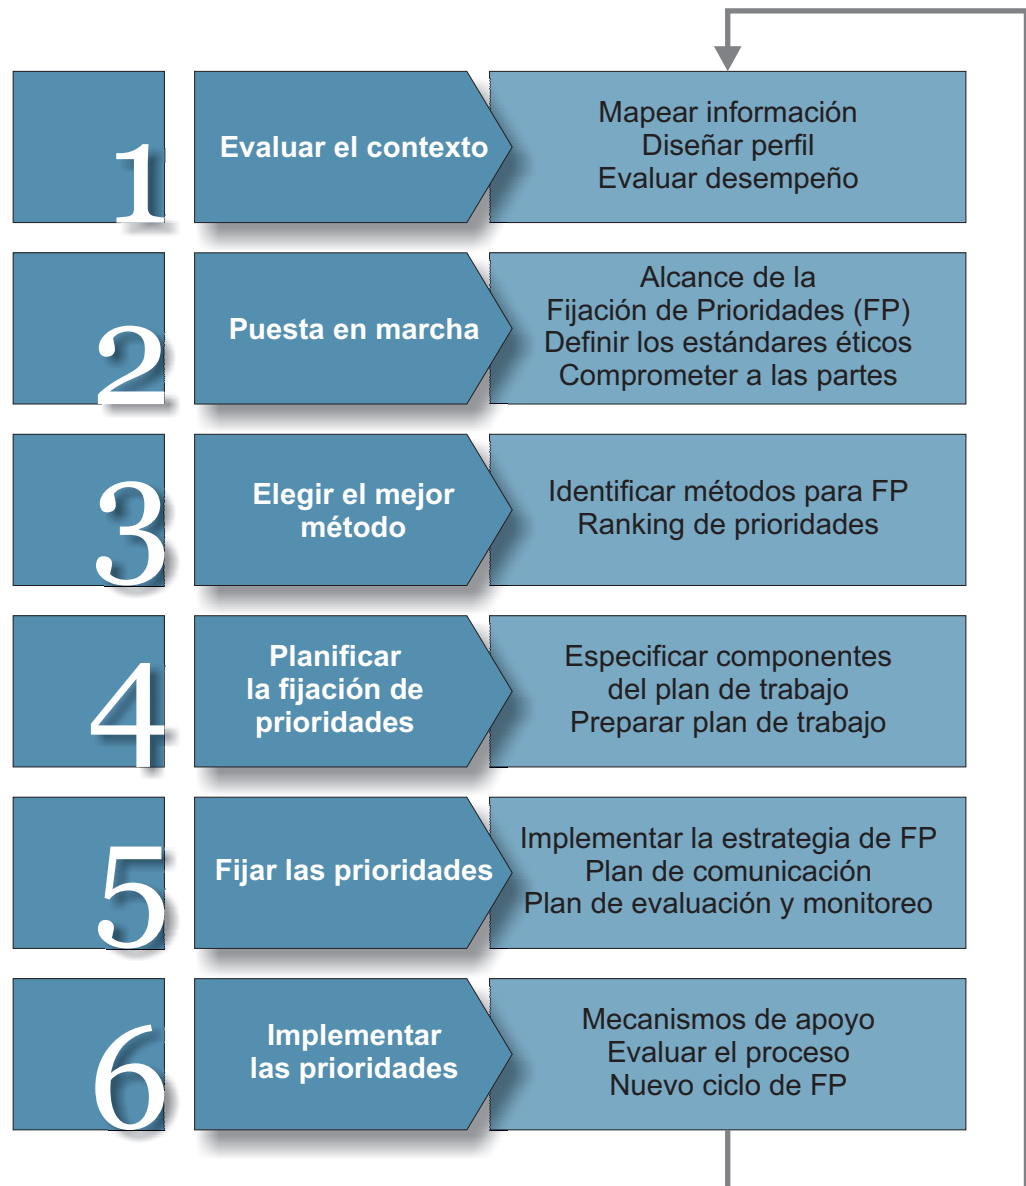 1
Evaluar el contexto
Mapear información
Diseñar perfil
Evaluar desempeño
2
Puesta en marcha
Alcance de la
Fijación de Prioridades (FP)
Definir los estándares éticos
Comprometer a las partes
3
Elegir el mejor
método
Identificar métodos para FP
Ranking de prioridades
4
Planificar
la fijación de
prioridades
Especificar componentes
del plan de trabajo
Preparar plan de trabajo
5
Fijar las prioridades
Implementar la estrategia de FP
Plan de comunicación
Plan de evaluación y monitoreo
6
Implementar
las prioridades
Mecanismos de apoyo
Evaluar el proceso
Nuevo ciclo de FP